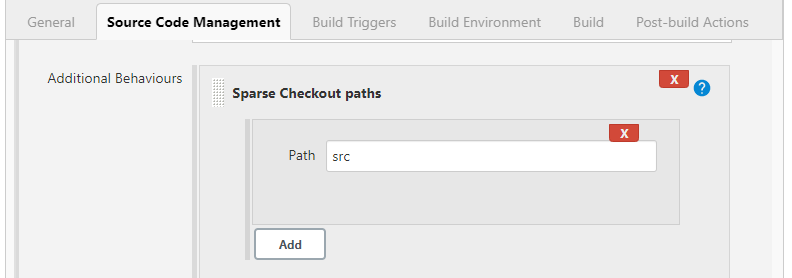 General Source Code Management Build Triggers Build Environment Build Post-build Actions
Additional Behaviours
X
?
Sparse Checkout paths
X
Path src
Add